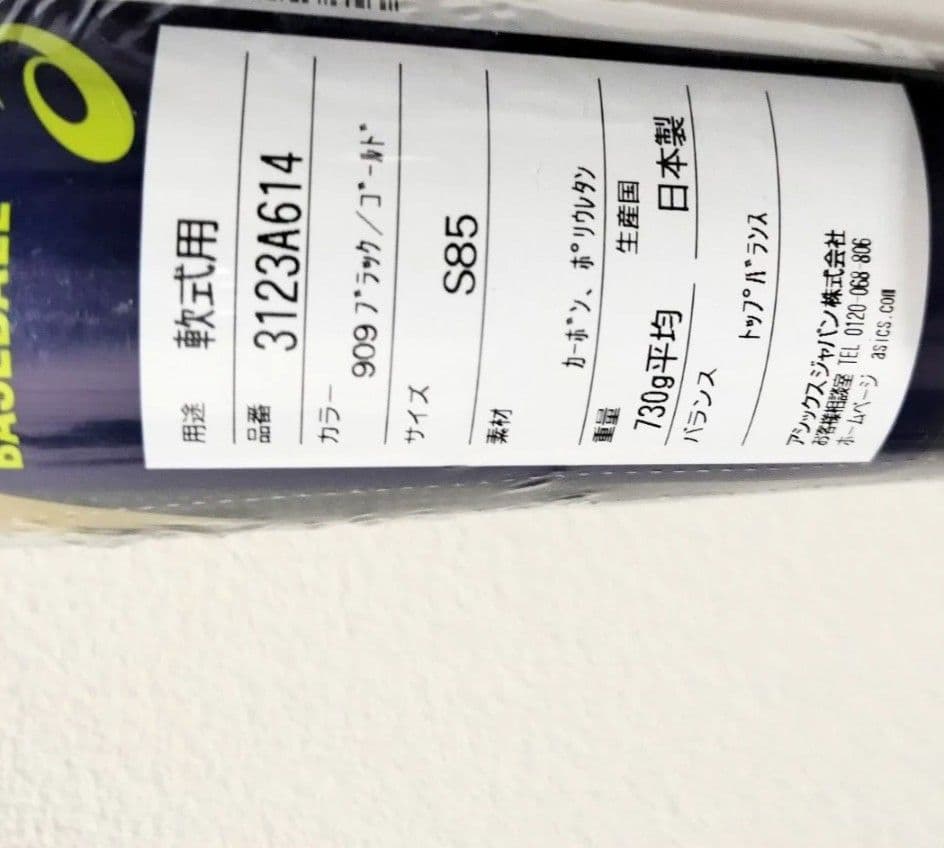 BASEBALL
用途
軟式用
品番
3123A614
カラー
909 ブラック/ゴールド
サイズ
S85
素材
カーボン、ポリウレタン
重量
730g平均
生産国
日本製
バランス
トップバランス
アシックスジャパン株式会社
お客様相談室 TEL 0120-068-806
ホームページ asics.com